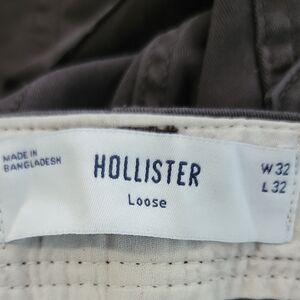 MADE IN
BANGLADESH
HOLLISTER
Loose
W 32
L 32